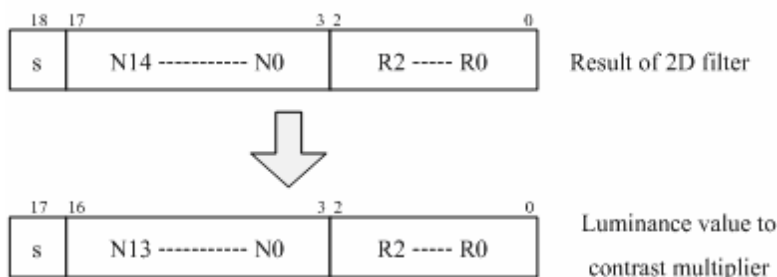 18 17 3 2 0
s N14 ----------- N0 R2 ----- R0 Result of 2D filter
17 16 3 2 0
s N13 ----------- N0 R2 ----- R0
Luminance value to
contrast multiplier